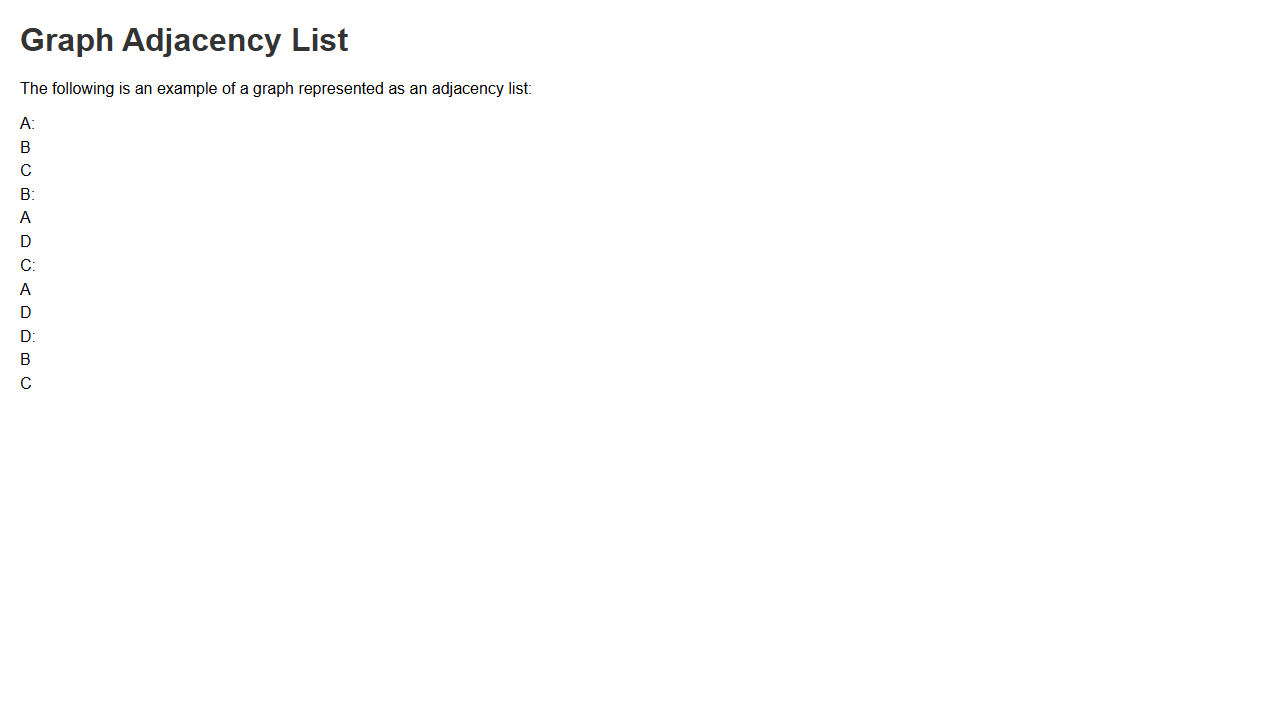 Graph Adjacency List
The following is an example of a graph represented as an adjacency list:
A:
B
C
B:
A
D
C:
A
D
D:
B
C